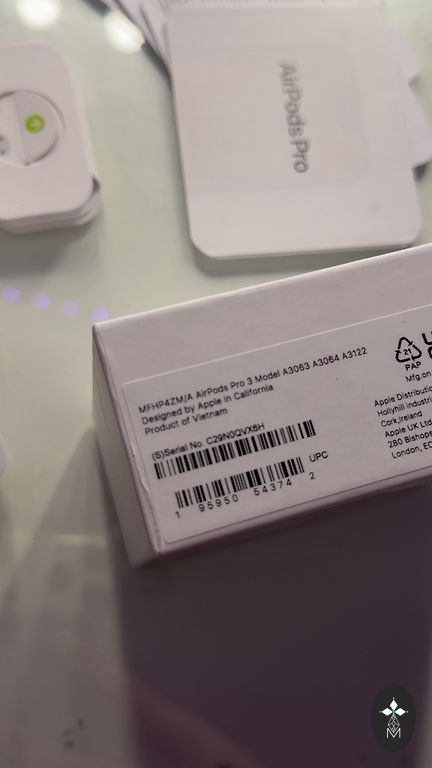 AirPods Pro
MFHP4ZM/A AirPods Pro 3 Model A3063 A3064 A3122
Designed by Apple in California
Product of Vietnam
(S)Serial No. C29N0QVX6H
UPC
1 95950 54374 2
21
PAP
Mfg.on
Apple Distributio
Hollyhill Industri
Cork,Ireland
Apple UK Ltd
280 Bishops
London, EC
M